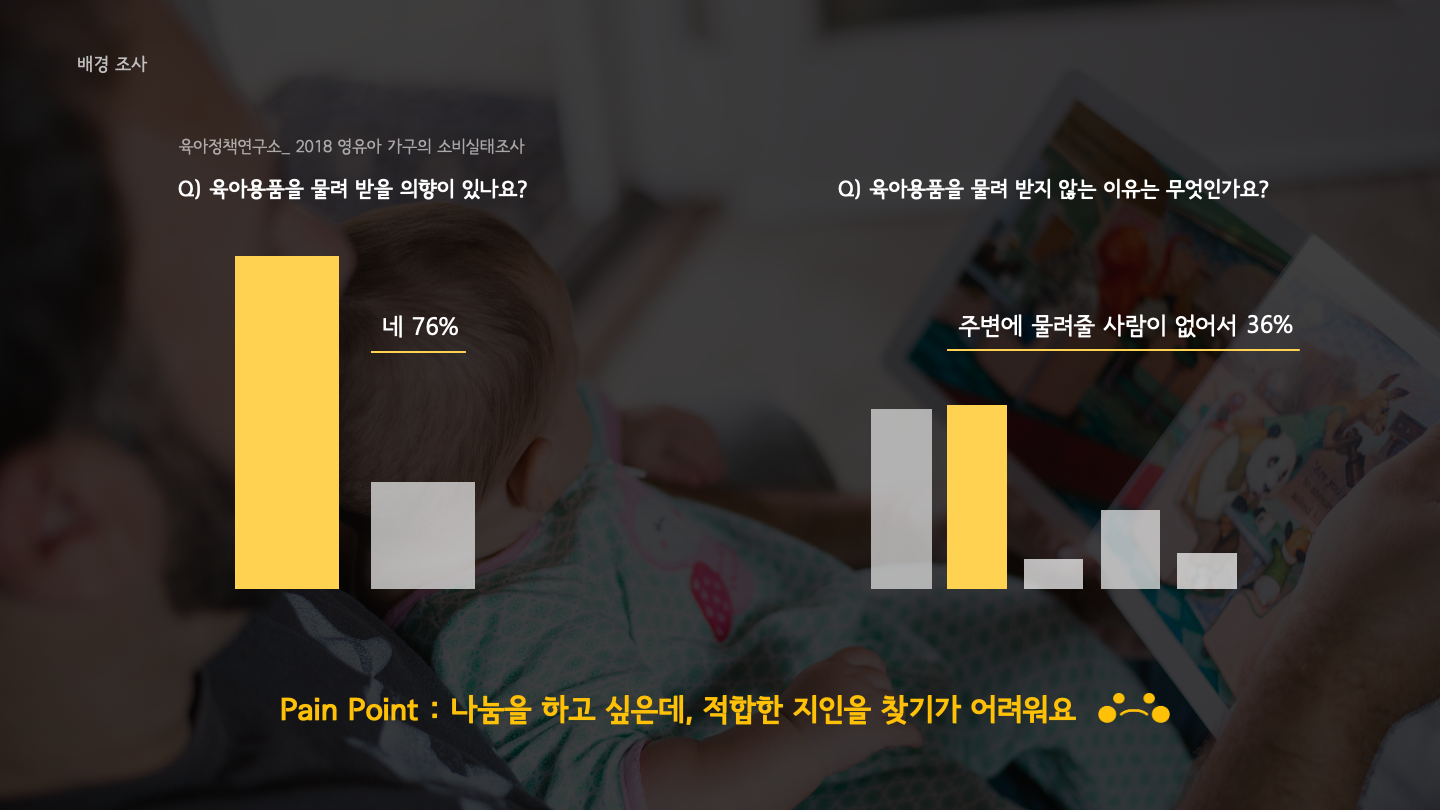 배경 조사
육아정책연구소_ 2018 영유아 가구의 소비실태조사
Q) 육아용품을 물려 받을 의향이 있나요?
Q) 육아용품을 물려 받지 않는 이유는 무엇인가요?
네 76%
주변에 물려줄 사람이 없어서 36%
Pain Point : 나눔을 하고 싶은데, 적합한 지인을 찾기가 어려워요